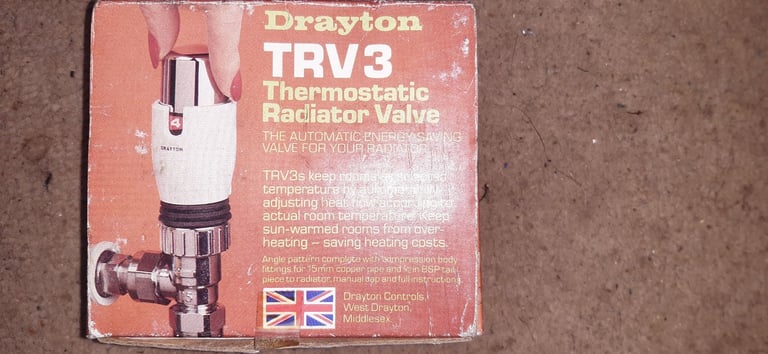 Drayton
TRV3
Thermostatic
Radiator Valve
THE AUTOMATIC ENERGY SAVING
VALVE FOR YOUR RADIATOR
TRV3s keep rooms at selected
temperature by automatically
adjusting heat flow according to
actual room temperature. Keep
sun-warmed rooms from over-
heating – saving heating costs.
Angle pattern complete with compression body
fittings for 15mm copper pipe and ½ in BSP tail
piece to radiator, manual cap and full instructions.
Drayton Controls,
West Drayton,
Middlesex.
4
DRAYTON